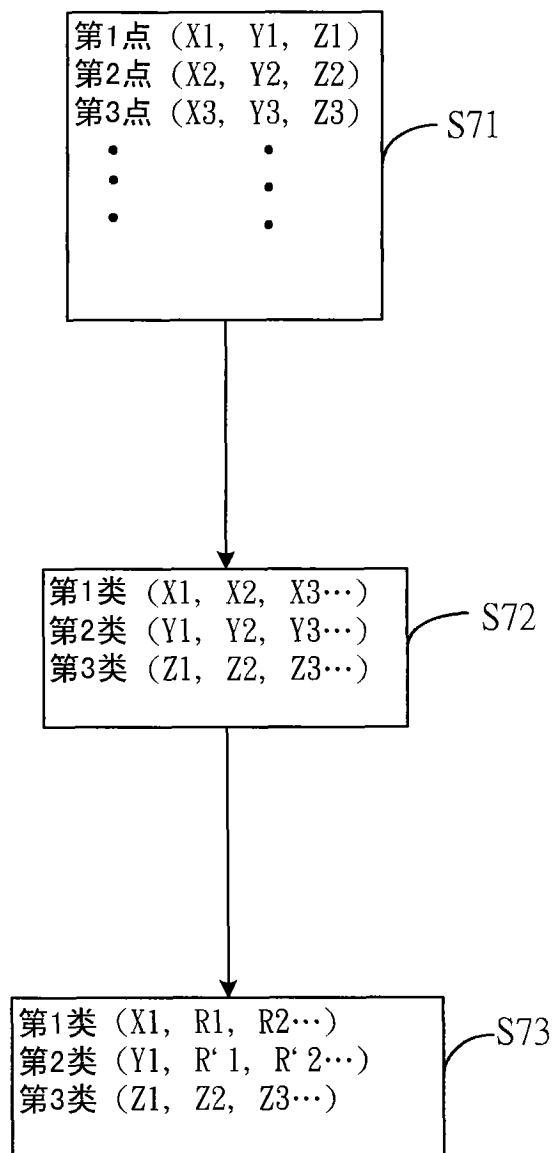 第1点 (X1, Y1, Z1)
第2点 (X2, Y2, Z2)
第3点 (X3, Y3, Z3)
S71
第1类 (X1, X2, X3…)
第2类 (Y1, Y2, Y3…)
第3类 (Z1, Z2, Z3…)
S72
第1类 (X1, R1, R2…)
第2类 (Y1, R‘1, R‘2…)
第3类 (Z1, Z2, Z3…)
S73